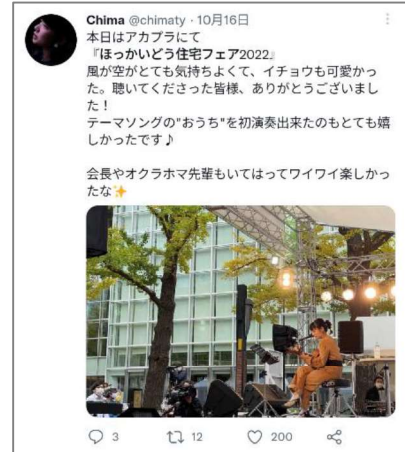 Chima @chimaty · 10月16日
本日はアカプラにて
『ほっかいどう住宅フェア2022』
風が空がとても気持ちよくて、イチョウも可愛かっ
た。聴いてくださった皆様、ありがとうございまし
た！
テーマソングの"おうち"を初演奏出来たのもとても嬉
しかったです♪
会長やオクラホマ先輩もいてはってワイワイ楽しかっ
たな✨
3 12 200